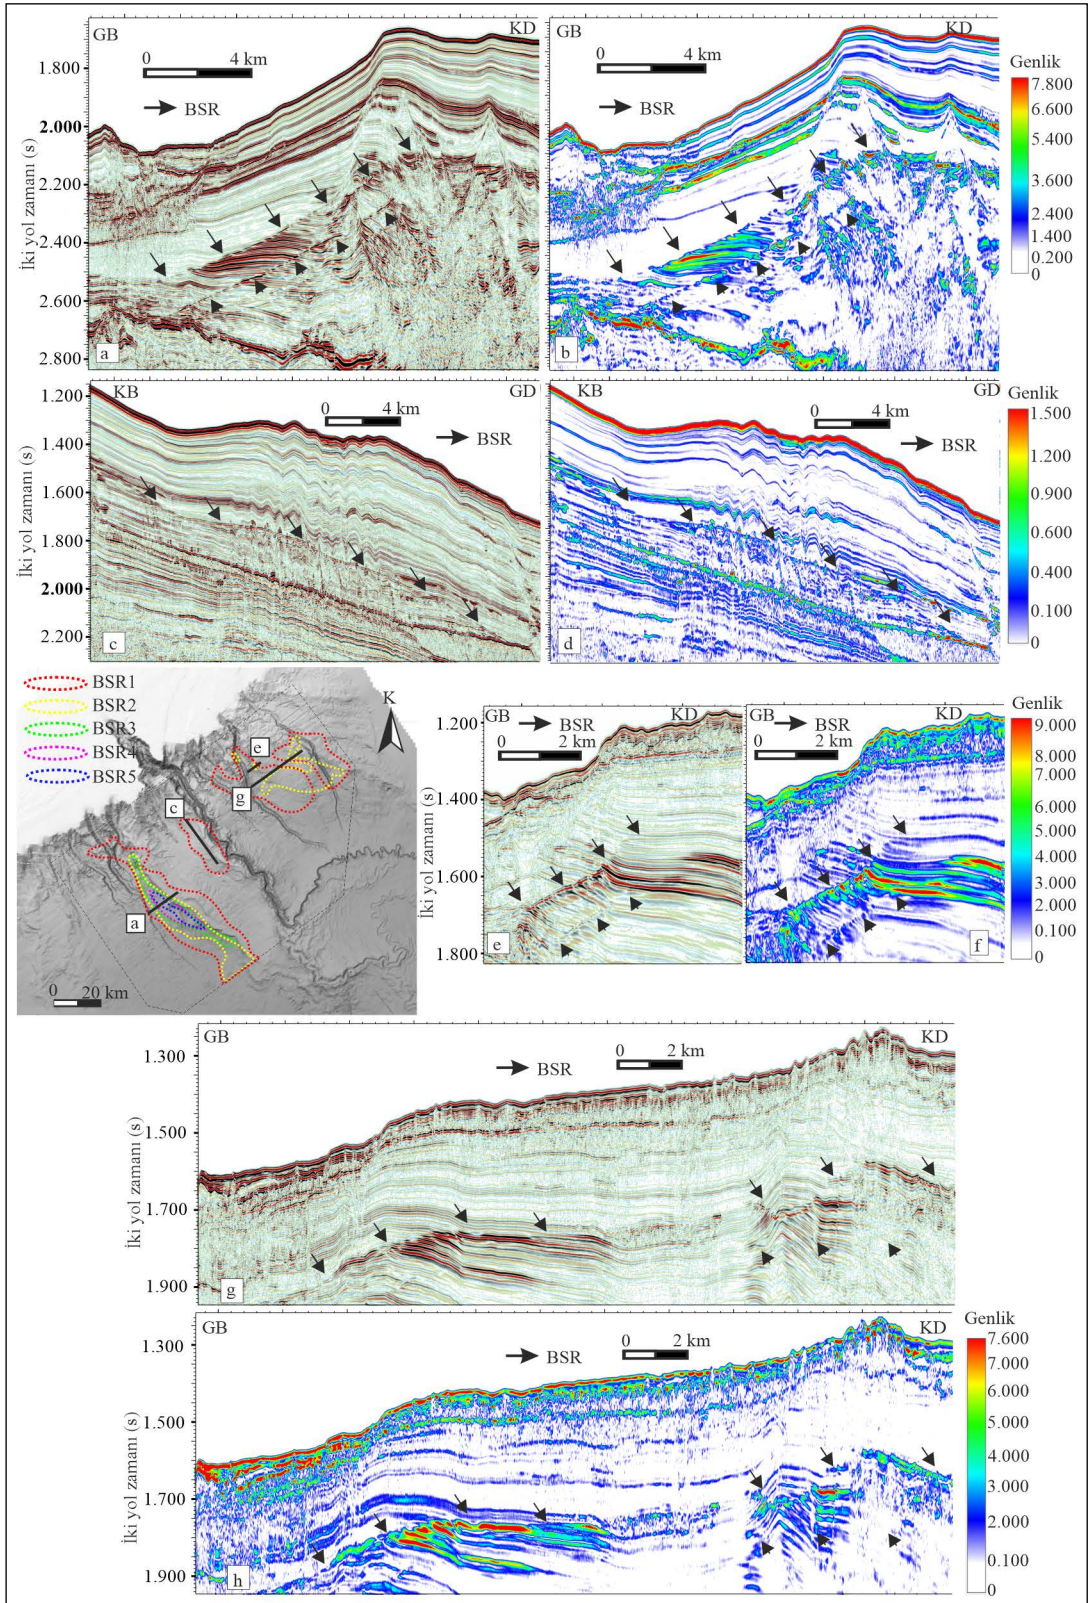 GB
KD
0
4 km
BSR
İki yol zamanı (s)
1.800
2.000
2.200
2.400
2.600
2.800
a
GB
KD
0
4 km
BSR
b
Genlik
7.800
7.600
6.000
4.800
3.600
2.400
1.400
0.200
0
KB
GD
0
4 km
BSR
İki yol zamanı (s)
1.200
1.400
1.600
1.800
2.000
2.200
c
0
4 km
BSR
d
Genlik
1.500
1.100
0.900
0.600
0.400
0.100
0
BSR1
BSR2
BSR3
BSR4
BSR5
K
e
g
c
a
0
20 km
GB
KD
BSR
0
2 km
İki yol zamanı (s)
1.200
1.400
1.600
1.800
e
GB
KD
BSR
0
2 km
f
Genlik
9.000
8.000
7.000
5.000
4.000
3.000
2.000
0.100
0
GB
KD
0
2 km
BSR
İki yol zamanı (s)
1.300
1.500
1.700
1.900
g
GB
KD
0
2 km
BSR
İki yol zamanı (s)
1.300
1.500
1.700
1.900
h
Genlik
7.600
7.000
6.000
5.000
4.000
3.000
2.000
0.100
0